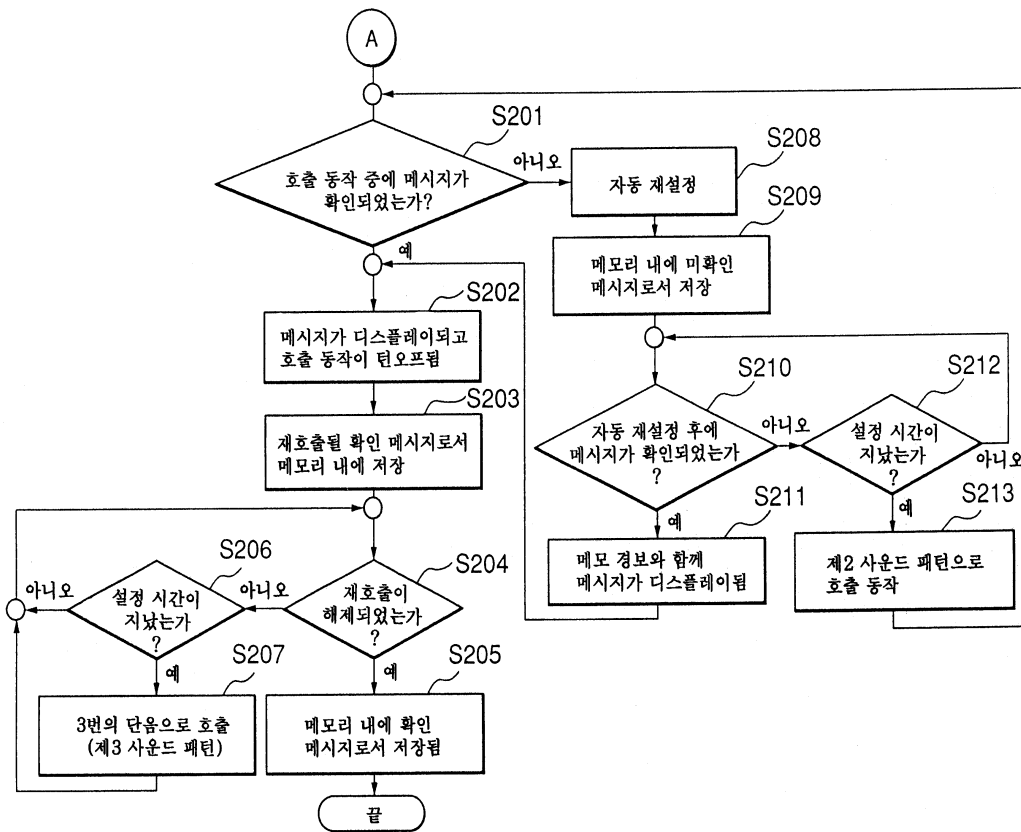 A
S201
호출 동작 중에 메시지가
확인되었는가?
아니오
예
S208
자동 재설정
S209
메모리 내에 미확인
메시지로서 저장
S202
메시지가 디스플레이되고
호출 동작이 턴오프됨
S203
재호출될 확인 메시지로서
메모리 내에 저장
S210
자동 재설정 후에
메시지가 확인되었는가
?
아니오
예
S212
설정 시간이
지났는가
?
아니오
예
S211
메모 경보와 함께
메시지가 디스플레이됨
S213
제2 사운드 패턴으로
호출 동작
S204
재호출이
해제되었는가
?
아니오
예
S206
설정 시간이
지났는가
?
아니오
예
S207
3번의 단음으로 호출
(제3 사운드 패턴)
S205
메모리 내에 확인
메시지로서 저장됨
끝